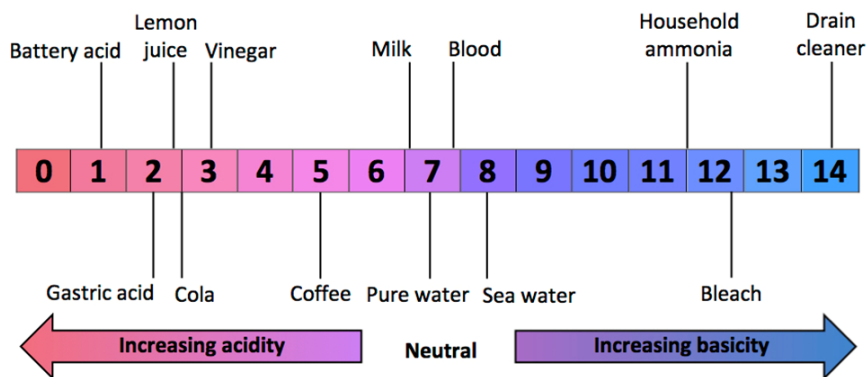 Lemon
juice
Battery acid
Vinegar
Milk
Blood
Household
ammonia
Drain
cleaner
0 1 2 3 4 5 6 7 8 9 10 11 12 13 14
Gastric acid
Cola
Coffee
Pure water
Sea water
Bleach
Increasing acidity
Neutral
Increasing basicity